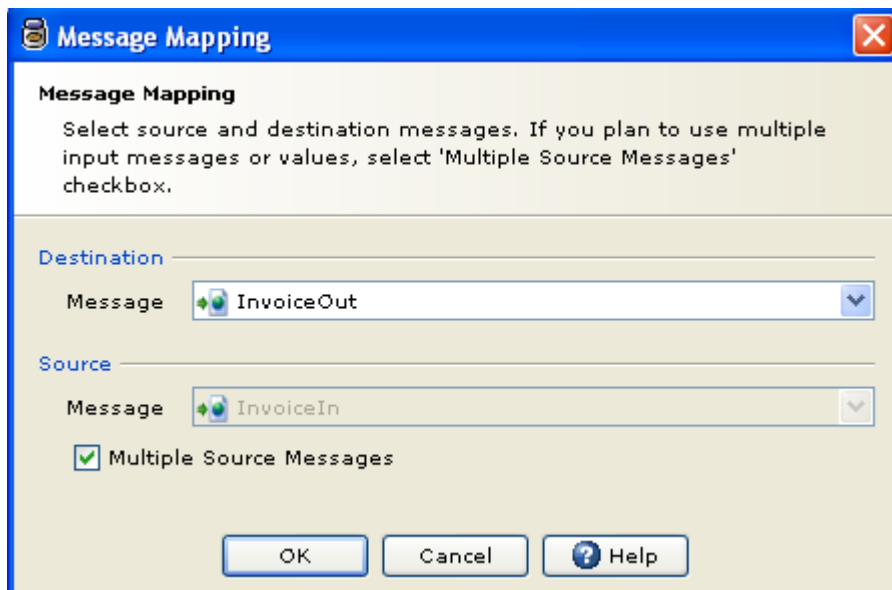 Message Mapping
Message Mapping
Select source and destination messages. If you plan to use multiple
input messages or values, select 'Multiple Source Messages'
checkbox.
Destination
Message InvoiceOut
Source
Message InvoiceIn
Multiple Source Messages
OK Cancel Help